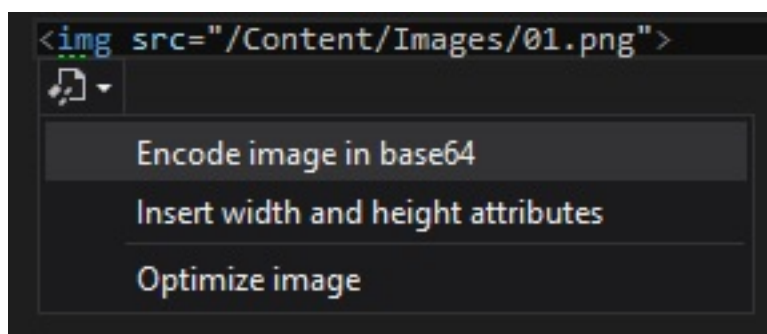 <img src="/Content/Images/01.png">
Encode image in base64
Insert width and height attributes
Optimize image